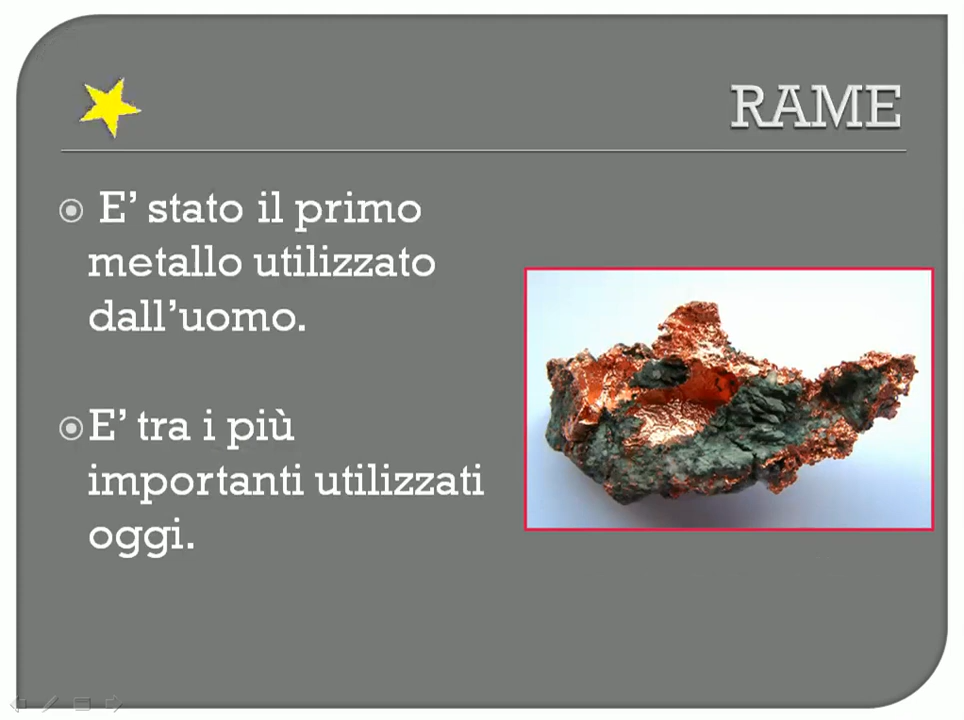 RAME
E’ stato il primo
metallo utilizzato
dall’uomo.
E’ tra i più
importanti utilizzati
oggi.